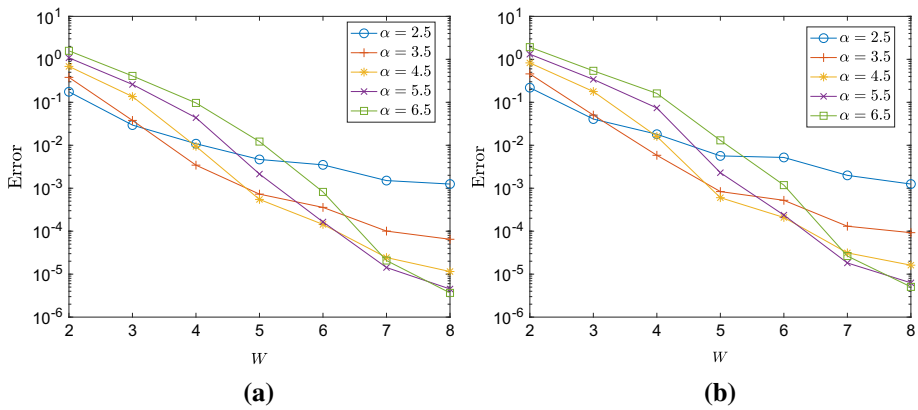 10^1
10^0
10^-1
10^-2
10^-3
10^-4
10^-5
10^-6
Error
2 3 4 5 6 7 8
W
α = 2.5
α = 3.5
α = 4.5
α = 5.5
α = 6.5
(a)
10^1
10^0
10^-1
10^-2
10^-3
10^-4
10^-5
10^-6
Error
2 3 4 5 6 7 8
W
α = 2.5
α = 3.5
α = 4.5
α = 5.5
α = 6.5
(b)